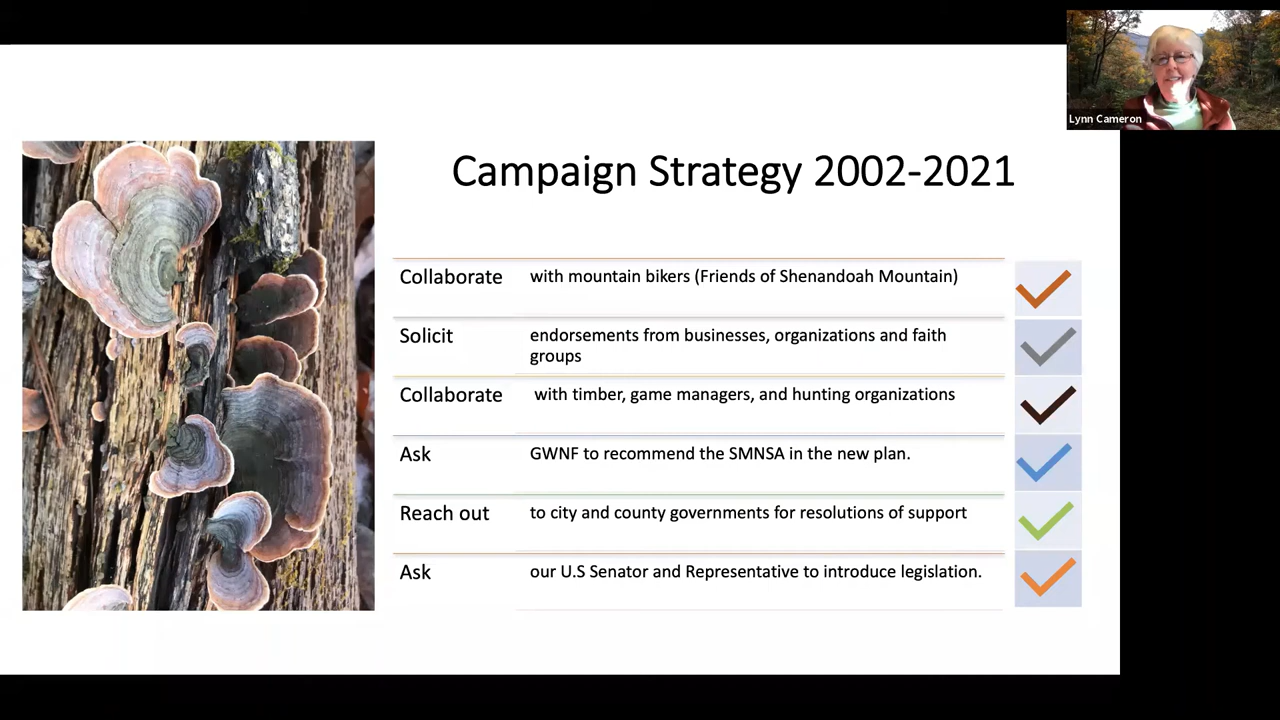 Lynn Cameron
Campaign Strategy 2002-2021
Collaborate with mountain bikers (Friends of Shenandoah Mountain)
Solicit endorsements from businesses, organizations and faith
groups
Collaborate with timber, game managers, and hunting organizations
Ask GWNF to recommend the SMNSA in the new plan.
Reach out to city and county governments for resolutions of support
Ask our U.S Senator and Representative to introduce legislation.